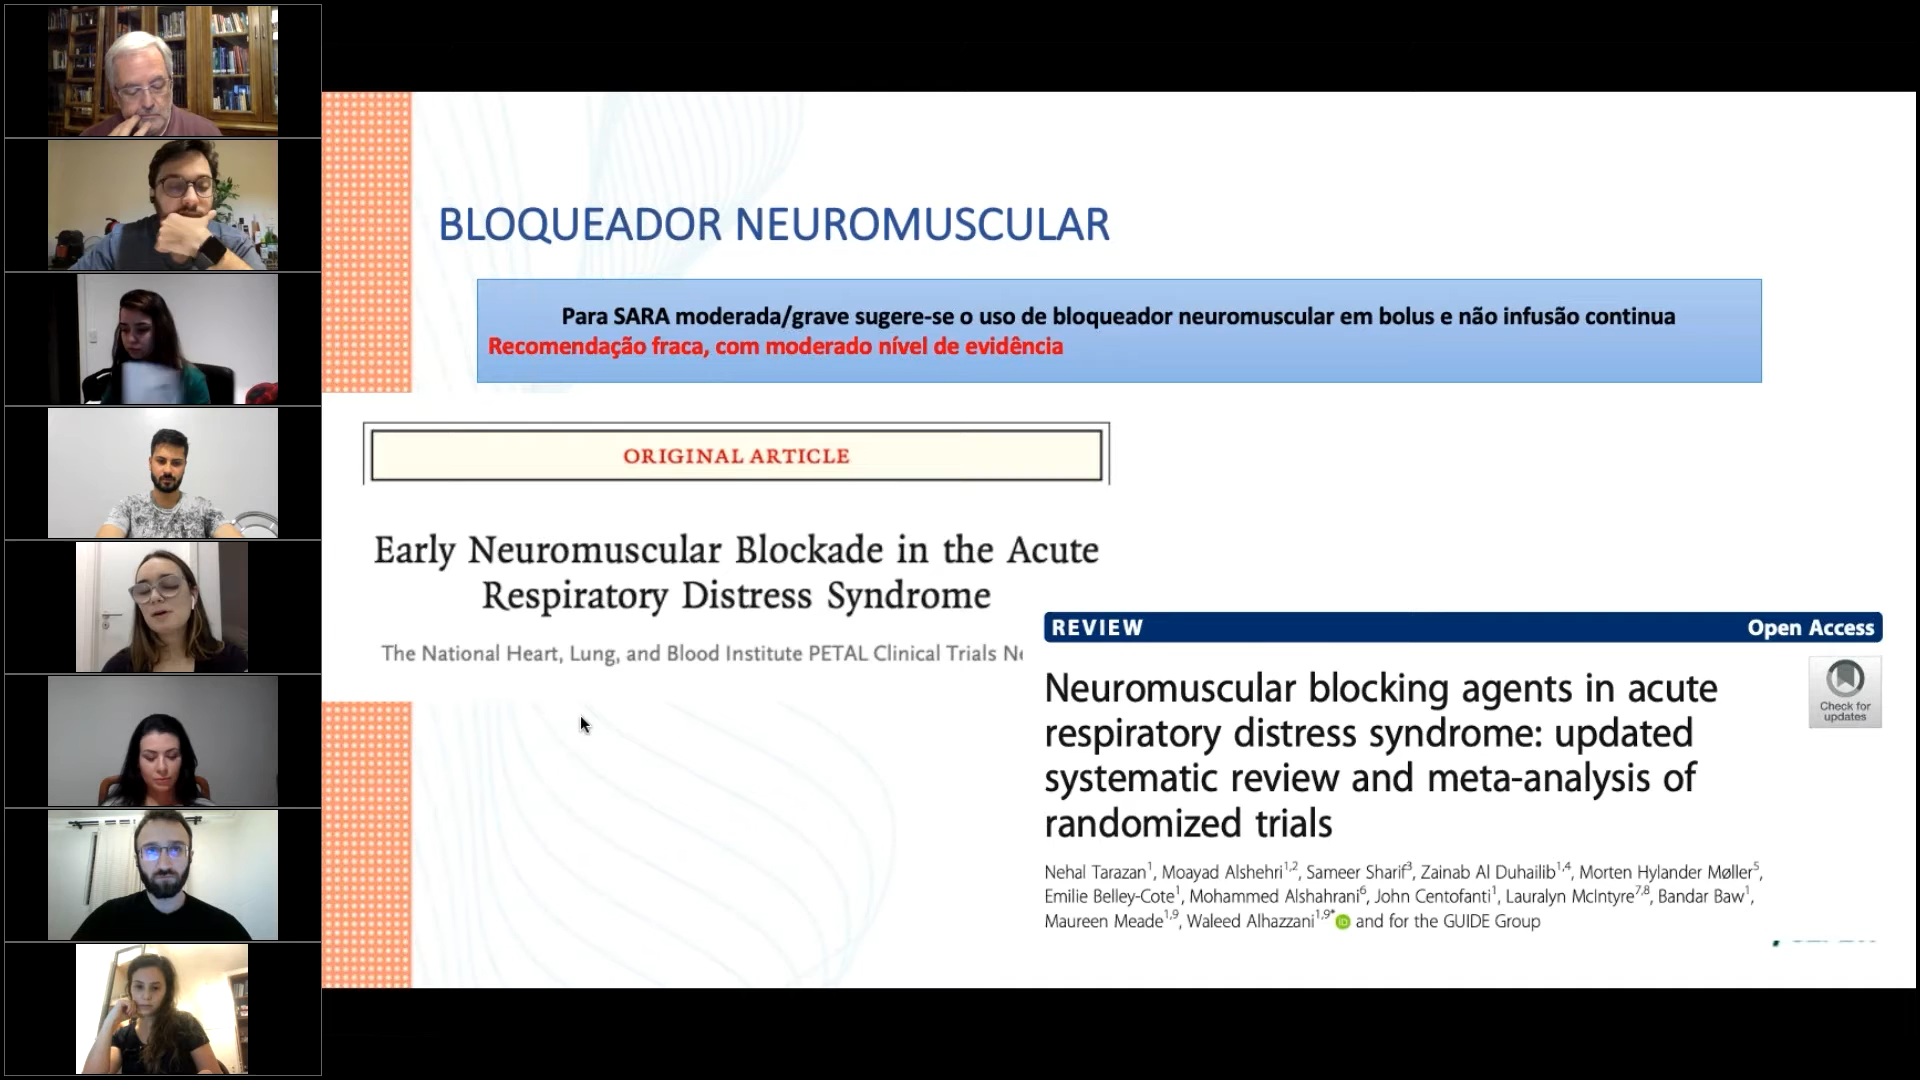 BLOQUEADOR NEUROMUSCULAR
Para SARA moderada/grave sugere-se o uso de bloqueador neuromuscular em bolus e não infusão continua
Recomendação fraca, com moderado nível de evidência
ORIGINAL ARTICLE
Early Neuromuscular Blockade in the Acute
Respiratory Distress Syndrome
The National Heart, Lung, and Blood Institute PETAL Clinical Trials
REVIEW Open Access
Check for
updates
Neuromuscular blocking agents in acute
respiratory distress syndrome: updated
systematic review and meta-analysis of
randomized trials
Nehal Tarazan1, Moayad Alshehri1,2, Sameer Sharif3, Zainab Al Duhailib1,4, Morten Hylander Møller5,
Emilie Belley-Cote1, Mohammed Alshahrani6, John Centofanti1, Lauralyn McIntyre7,8, Bandar Baw1,
Maureen Meade1,9, Waleed Alhazzani1,9* iD and for the GUIDE Group